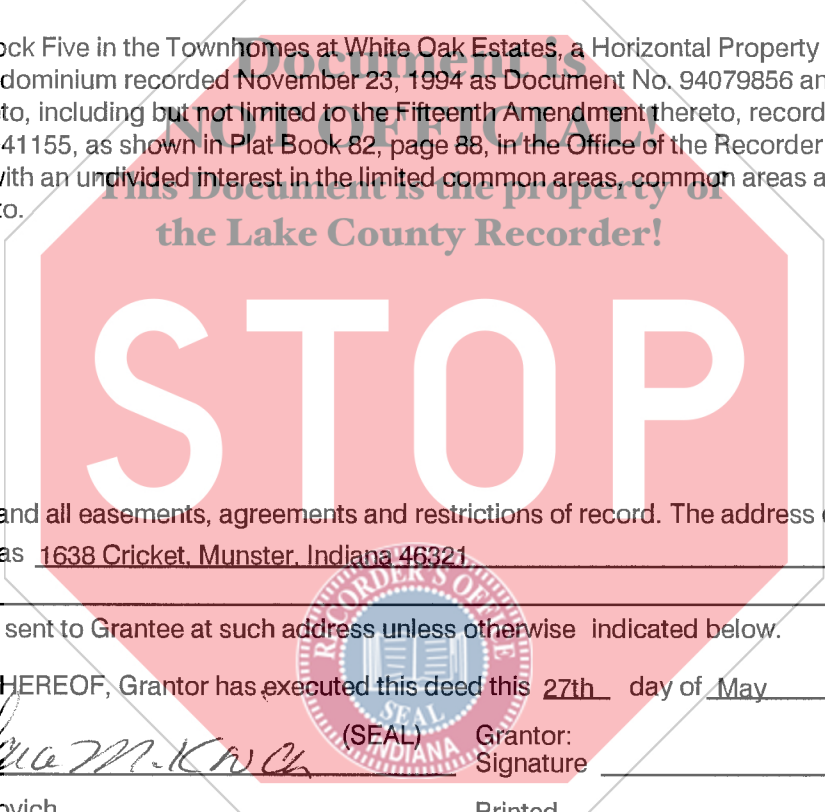 ock Five in the Townhomes at White Oak Estates, a Horizontal Property
dominium recorded November 23, 1994 as Document No. 94079856 an
to, including but not limited to the Fifteenth Amendment thereto, record
41155, as shown in Plat Book 82, page 88, in the Office of the Recorder
with an undivided interest in the limited common areas, common areas a
to.
Document is
NOT OFFICIAL!
This Document is the property of
the Lake County Recorder!
STOP
and all easements, agreements and restrictions of record. The address
as 1638 Cricket, Munster, Indiana 46321
sent to Grantee at such address unless otherwise indicated below.
HEREOF, Grantor has executed this deed this 27th day of May
(SEAL) Grantor:
Signature
ovich Printed
RECORDER'S OFFICE
SEAL
INDIANA